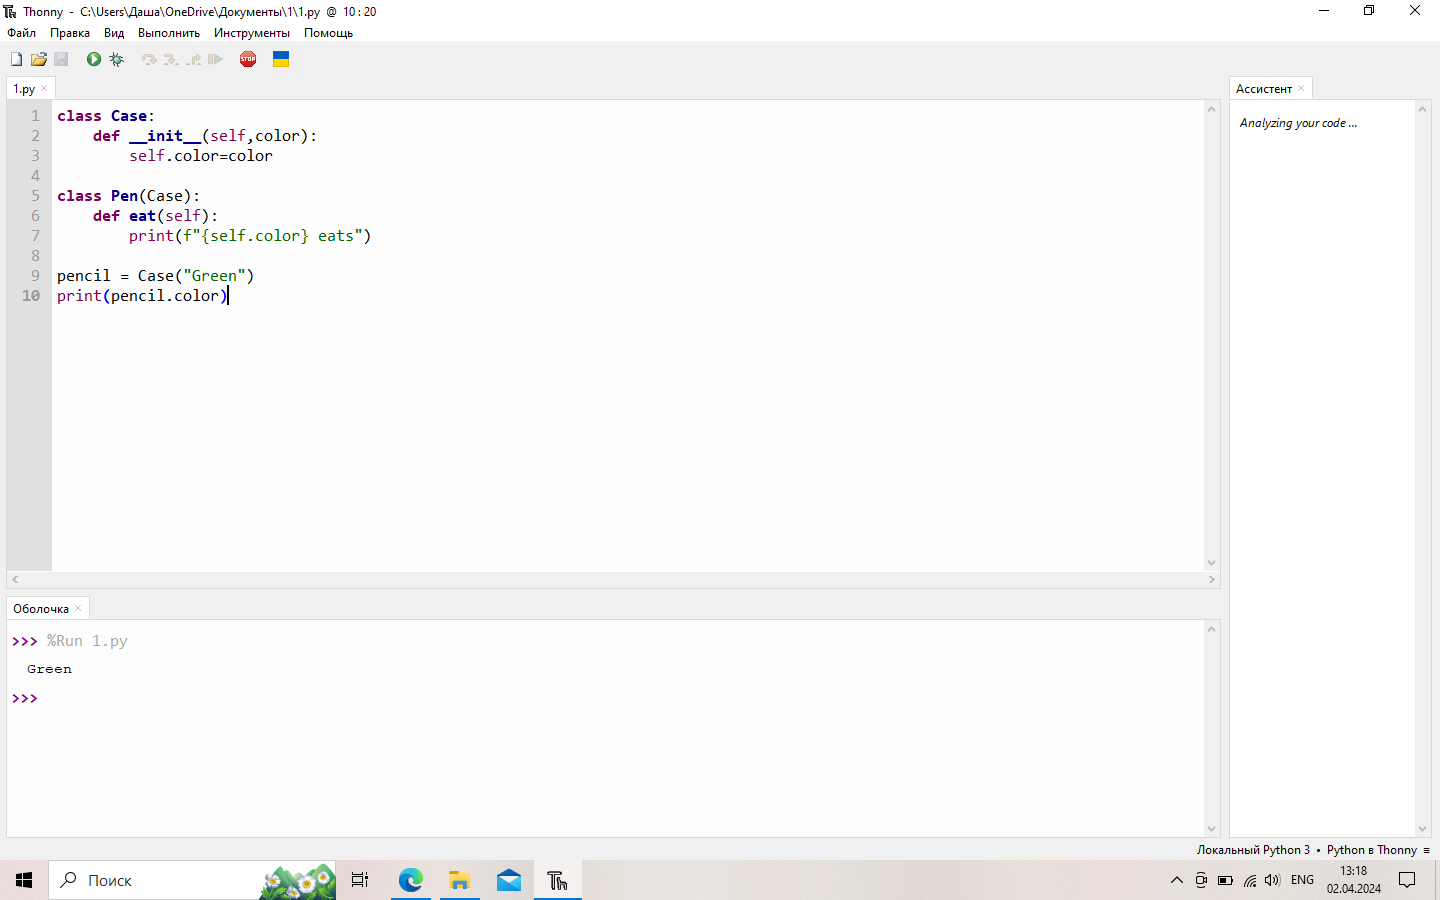 Thonny - C:\Users\Даша\OneDrive\Документы\1\1.py @ 10 : 20
Файл Правка Вид Выполнить Инструменты Помощь
STOP
1.py
Ассистент
1 class Case:
2 def __init__(self,color):
3 self.color=color
4
5 class Pen(Case):
6 def eat(self):
7 print(f"{self.color} eats")
8
9 pencil = Case("Green")
10 print(pencil.color)
Analyzing your code ...
Оболочка
>>> %Run 1.py
Green
>>>
Локальный Python 3 • Python в Thonny ≡
Поиск
ENG
13:18
02.04.2024